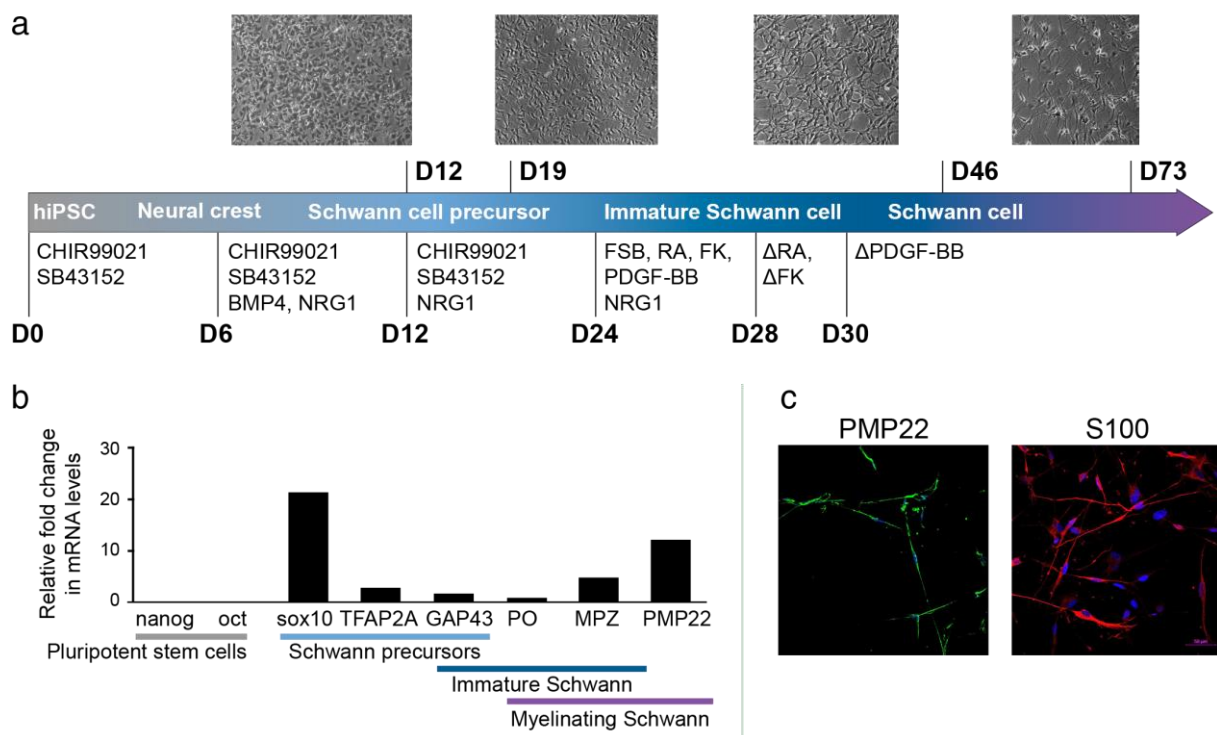 a
D12
D19
D46
D73
hiPSC
Neural crest
Schwann cell precursor
Immature Schwann cell
Schwann cell
CHIR99021
SB43152
CHIR99021
SB43152
BMP4, NRG1
CHIR99021
SB43152
NRG1
FSB, RA, FK,
PDGF-BB
NRG1
ΔRA,
ΔFK
ΔPDGF-BB
D0
D6
D12
D24
D28
D30
b
Relative fold change
in mRNA levels
30
20
10
0
nanog
oct
sox10
TFAP2A
GAP43
PO
MPZ
PMP22
Pluripotent stem cells
Schwann precursors
Immature Schwann
Myelinating Schwann
c
PMP22
S100